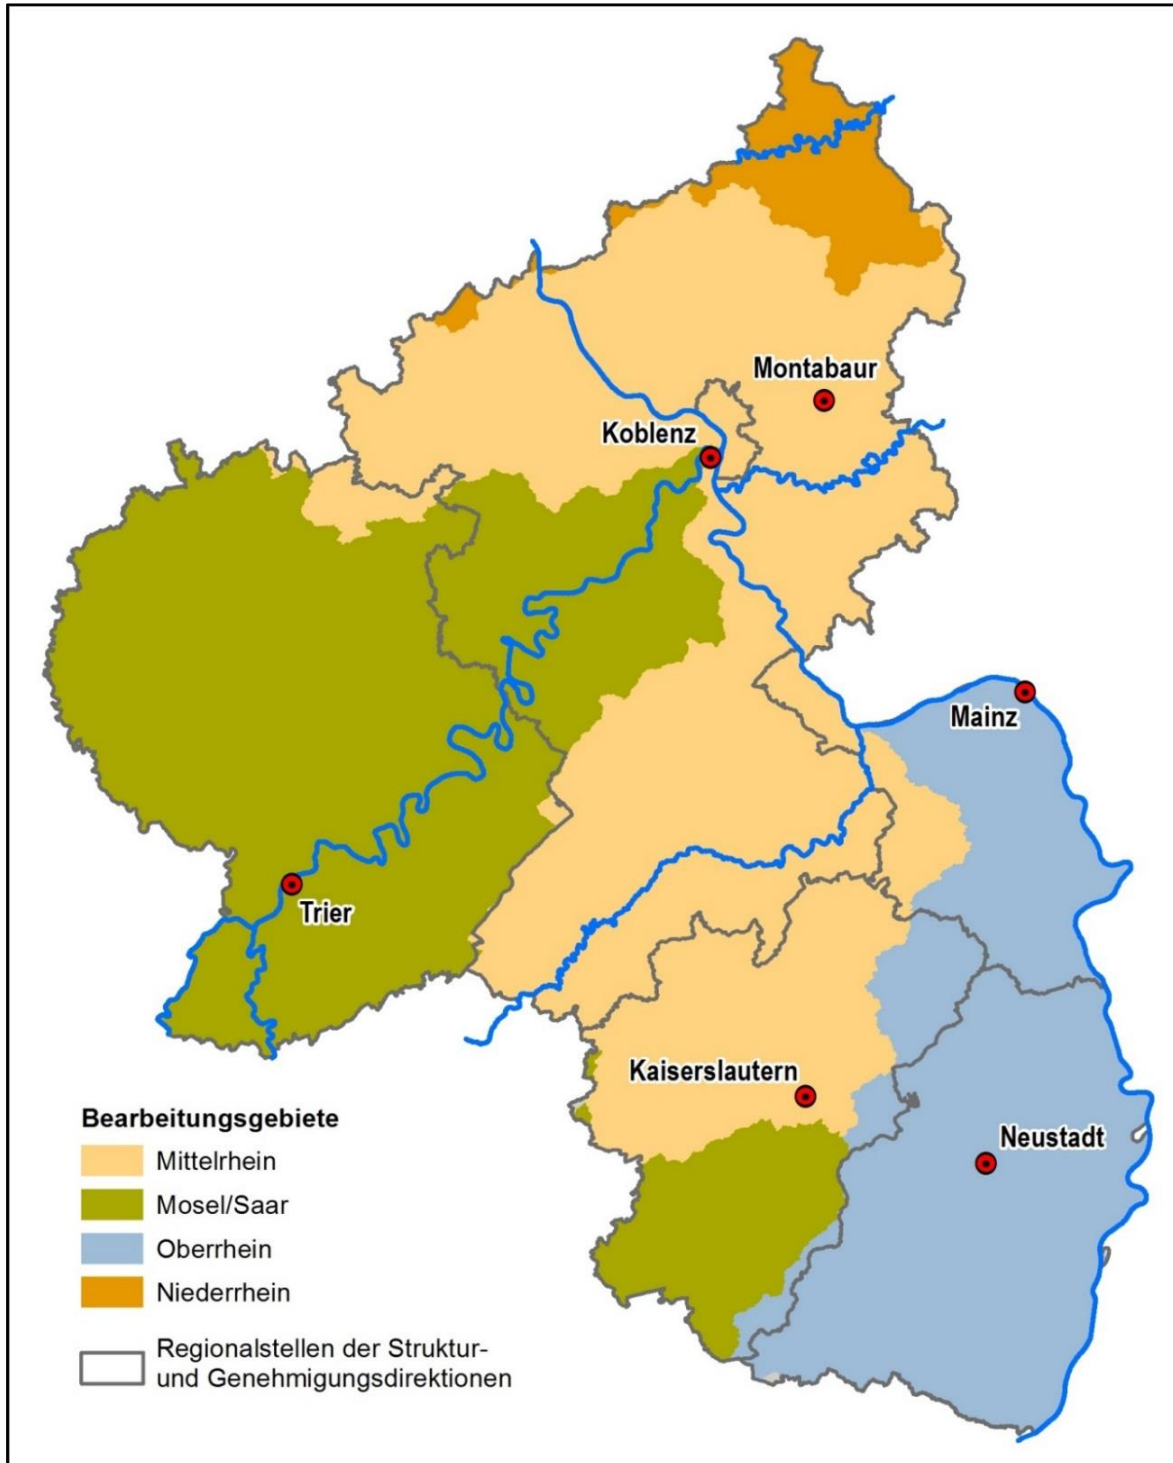 Montabaur
Koblenz
Mainz
Trier
Kaiserslautern
Neustadt
Bearbeitungsgebiete
Mittelrhein
Mosel/Saar
Oberrhein
Niederrhein
Regionalstellen der Struktur-
und Genehmigungsdirektionen